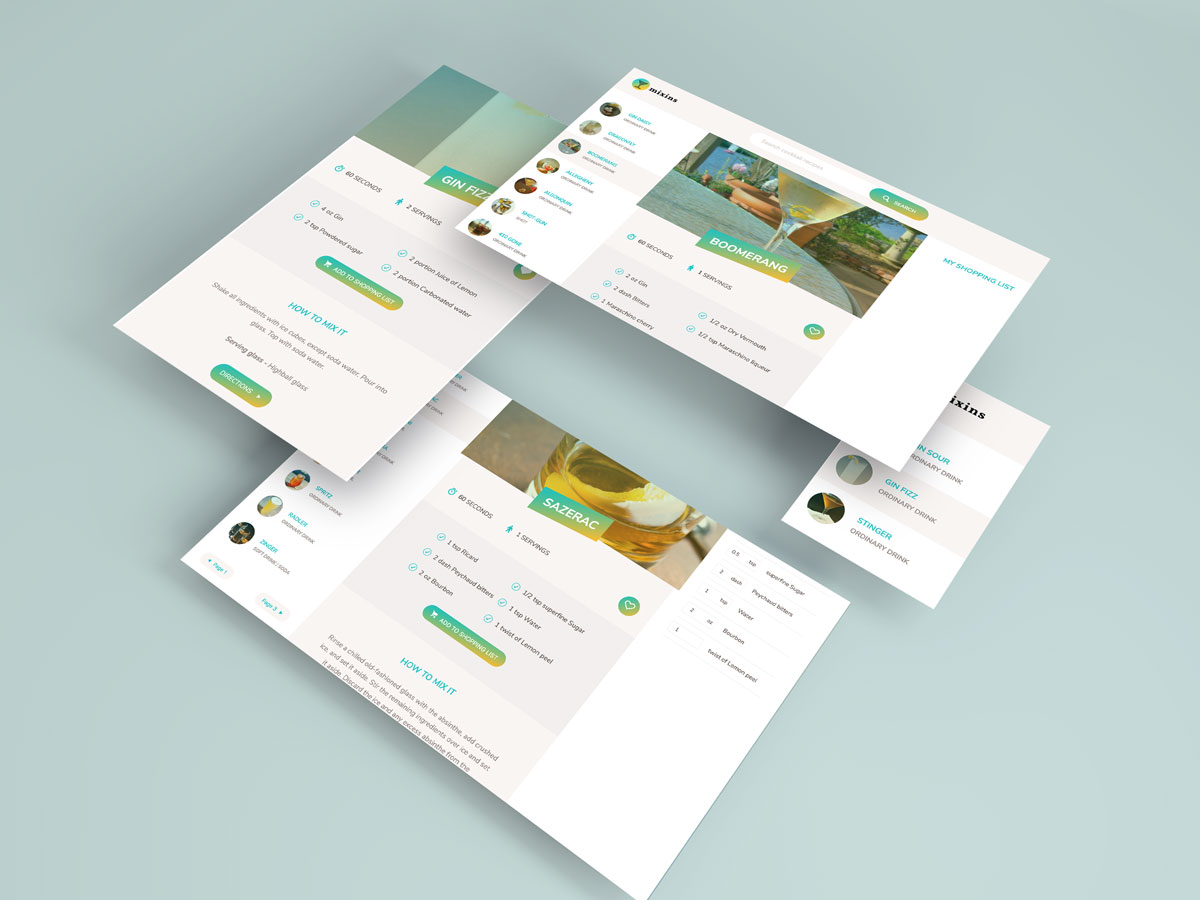 GIN FIZZ
60 SECONDS
2 SERVINGS
4 oz Gin
2 tsp Powdered sugar
2 portion Juice of Lemon
2 portion Carbonated water
ADD TO SHOPPING LIST
HOW TO MIX IT
Shake all ingredients with ice cubes, except soda water. Pour into
glass. Top with soda water.
Serving glass - Highball glass
DIRECTIONS
mixins
Search cocktail recipes
SEARCH
GIN DAISY
ORDINARY DRINK
DRAGONFLY
ORDINARY DRINK
BOOMERANG
ORDINARY DRINK
ALLEGHENY
ORDINARY DRINK
ALGONQUIN
ORDINARY DRINK
SHOT-GUN
SHOT
410 GONE
ORDINARY DRINK
BOOMERANG
60 SECONDS
1 SERVINGS
2 oz Gin
2 dash Bitters
1 Maraschino cherry
1/2 oz Dry Vermouth
1/2 tsp Maraschino liqueur
MY SHOPPING LIST
ixins
IN SOUR
RDINARY DRINK
GIN FIZZ
ORDINARY DRINK
STINGER
ORDINARY DRINK
ORDINARY DRINK
SPRITZ
ORDINARY DRINK
RADLER
ORDINARY DRINK
ZINGER
SOFT DRINK / SODA
Page 1
Page 3
SAZERAC
60 SECONDS
1 SERVINGS
1 tsp Ricard
2 dash Peychaud bitters
2 oz Bourbon
1/2 tsp superfine Sugar
1 tsp Water
1 twist of Lemon peel
ADD TO SHOPPING LIST
HOW TO MIX IT
Rinse a chilled old-fashioned glass with the absinthe, add crushed
ice, and set it aside. Stir the remaining ingredients over ice and set
it aside. Discard the ice and any excess absinthe from the
0.5 tsp superfine Sugar
2 dash Peychaud bitters
1 tsp Water
2 oz Bourbon
1 twist of Lemon peel